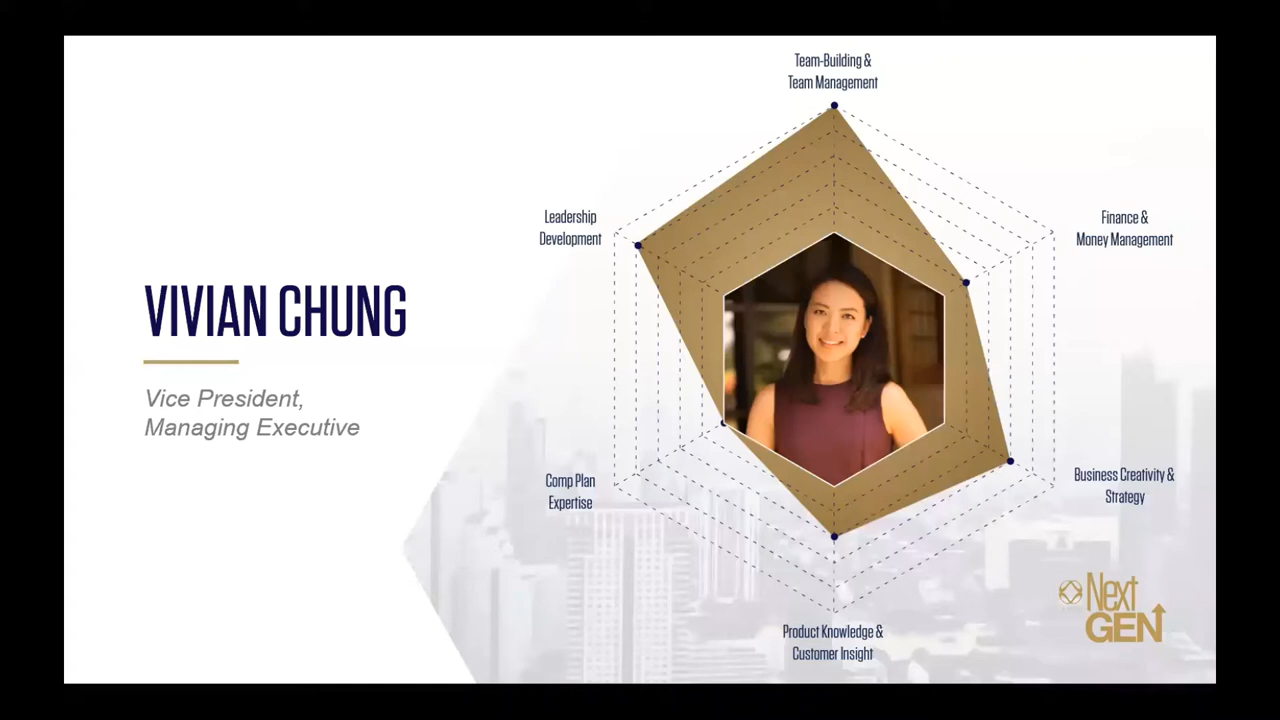 Team-Building &
Team Management
Leadership
Development
Finance &
Money Management
VIVIAN CHUNG
Vice President,
Managing Executive
Comp Plan
Expertise
Business Creativity &
Strategy
Product Knowledge &
Customer Insight
Next
GEN